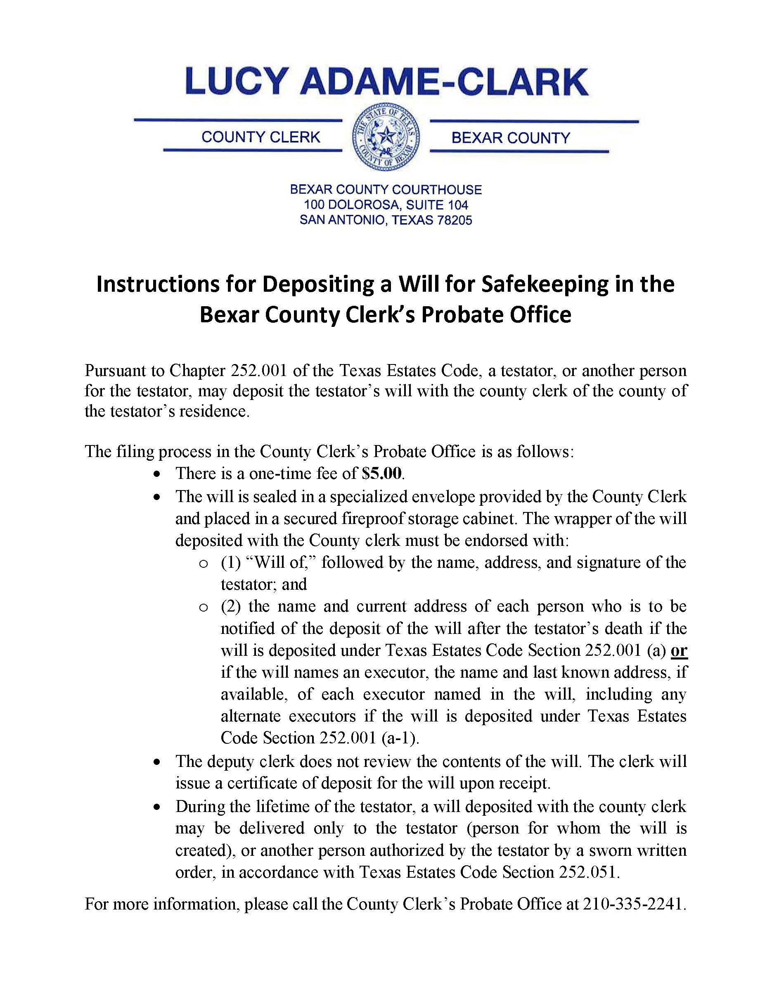 LUCY ADAME-CLARK
COUNTY CLERK
THE STATE OF TEXAS
COUNTY OF BEXAR
BEXAR COUNTY
BEXAR COUNTY COURTHOUSE
100 DOLOROSA, SUITE 104
SAN ANTONIO, TEXAS 78205
Instructions for Depositing a Will for Safekeeping in the
Bexar County Clerk’s Probate Office
Pursuant to Chapter 252.001 of the Texas Estates Code, a testator, or another person
for the testator, may deposit the testator’s will with the county clerk of the county of
the testator’s residence.
The filing process in the County Clerk’s Probate Office is as follows:
• There is a one-time fee of $5.00.
• The will is sealed in a specialized envelope provided by the County Clerk
and placed in a secured fireproof storage cabinet. The wrapper of the will
deposited with the County clerk must be endorsed with:
o (1) “Will of,” followed by the name, address, and signature of the
testator; and
o (2) the name and current address of each person who is to be
notified of the deposit of the will after the testator’s death if the
will is deposited under Texas Estates Code Section 252.001 (a) or
if the will names an executor, the name and last known address, if
available, of each executor named in the will, including any
alternate executors if the will is deposited under Texas Estates
Code Section 252.001 (a-1).
• The deputy clerk does not review the contents of the will. The clerk will
issue a certificate of deposit for the will upon receipt.
• During the lifetime of the testator, a will deposited with the county clerk
may be delivered only to the testator (person for whom the will is
created), or another person authorized by the testator by a sworn written
order, in accordance with Texas Estates Code Section 252.051.
For more information, please call the County Clerk’s Probate Office at 210-335-2241.